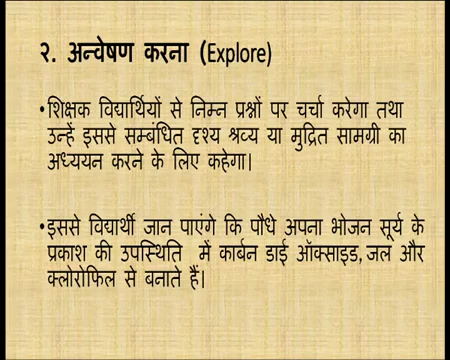 २. अन्वेषण करना (Explore)
•शिक्षक विद्यार्थियों से निम्न प्रश्नों पर चर्चा करेगा तथा
उन्हें इससे सम्बंधित दृश्य श्रव्य या मुद्रित सामग्री का
अध्ययन करने के लिए कहेगा।
•इससे विद्यार्थी जान पाएंगे कि पौधे अपना भोजन सूर्य के
प्रकाश की उपस्थिति में कार्बन डाई ऑक्साइड, जल और
क्लोरोफिल से बनाते हैं।